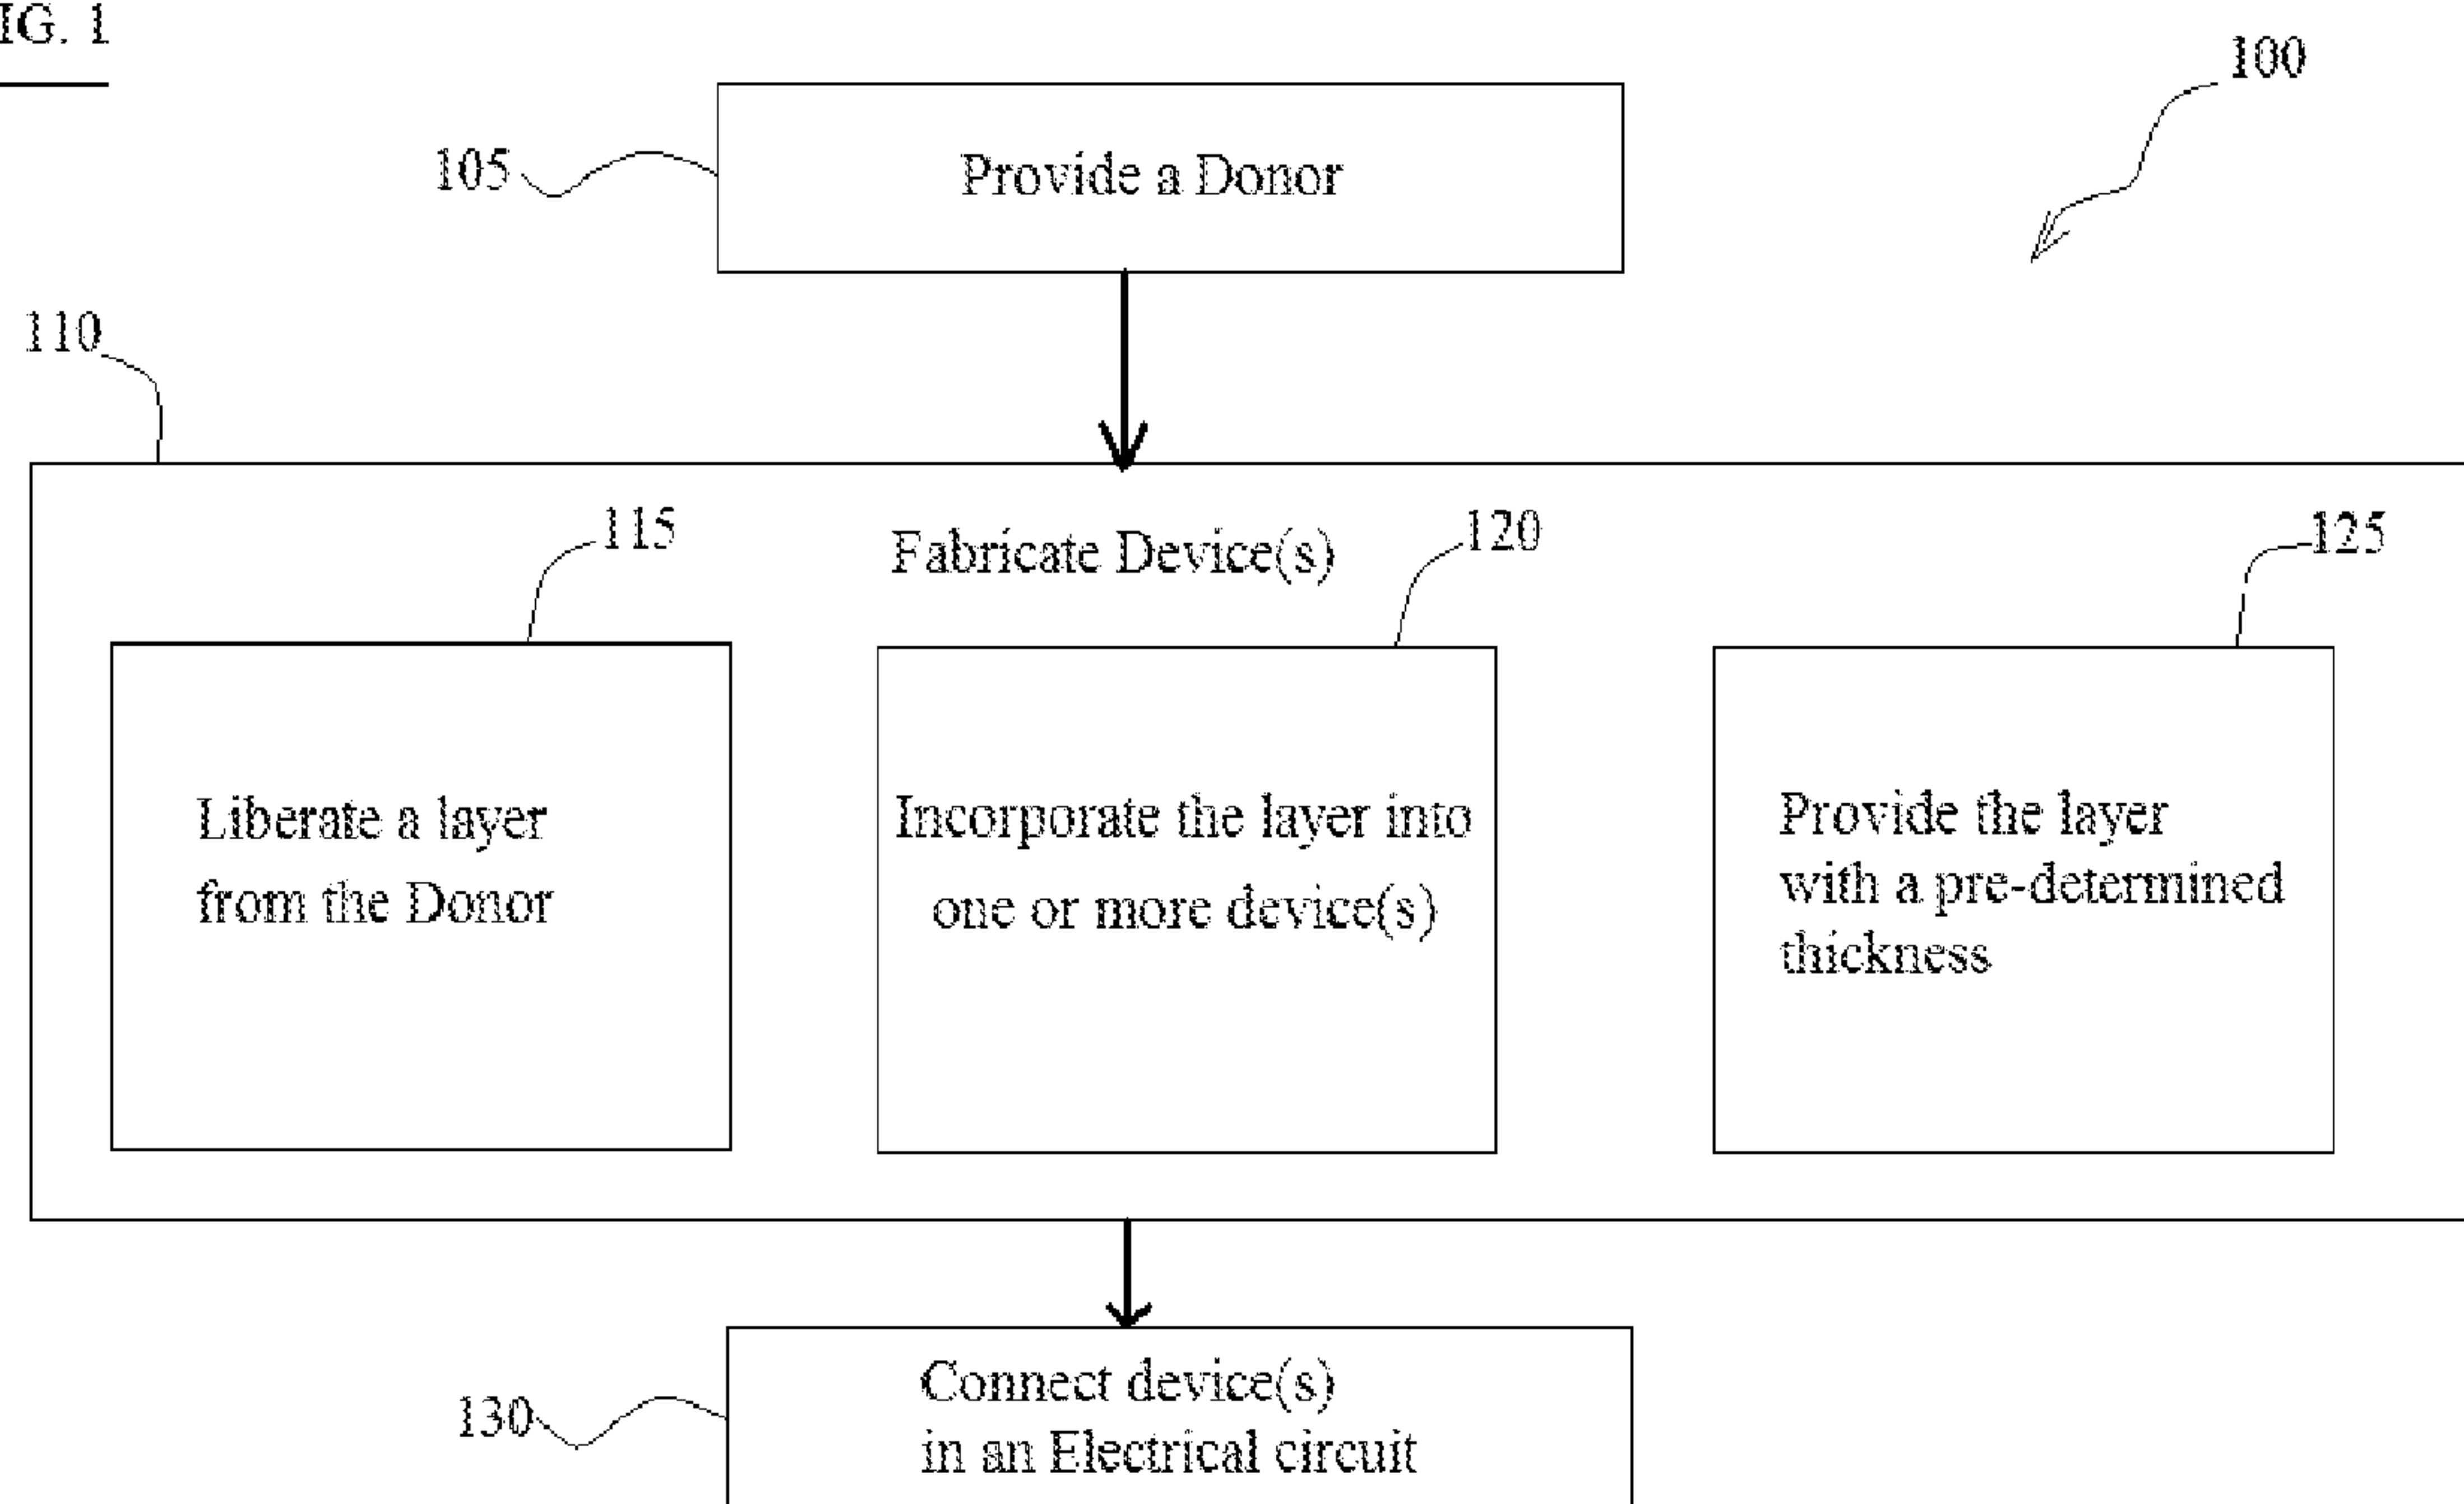 IG. 1
100
105
Provide a Donor
110
115
Fabricate Device(s)
120
125
Liberate a layer
from the Donor
Incorporate the layer into
one or more device(s)
Provide the layer
with a pre-determined
thickness
130
Connect device(s)
in an Electrical circuit